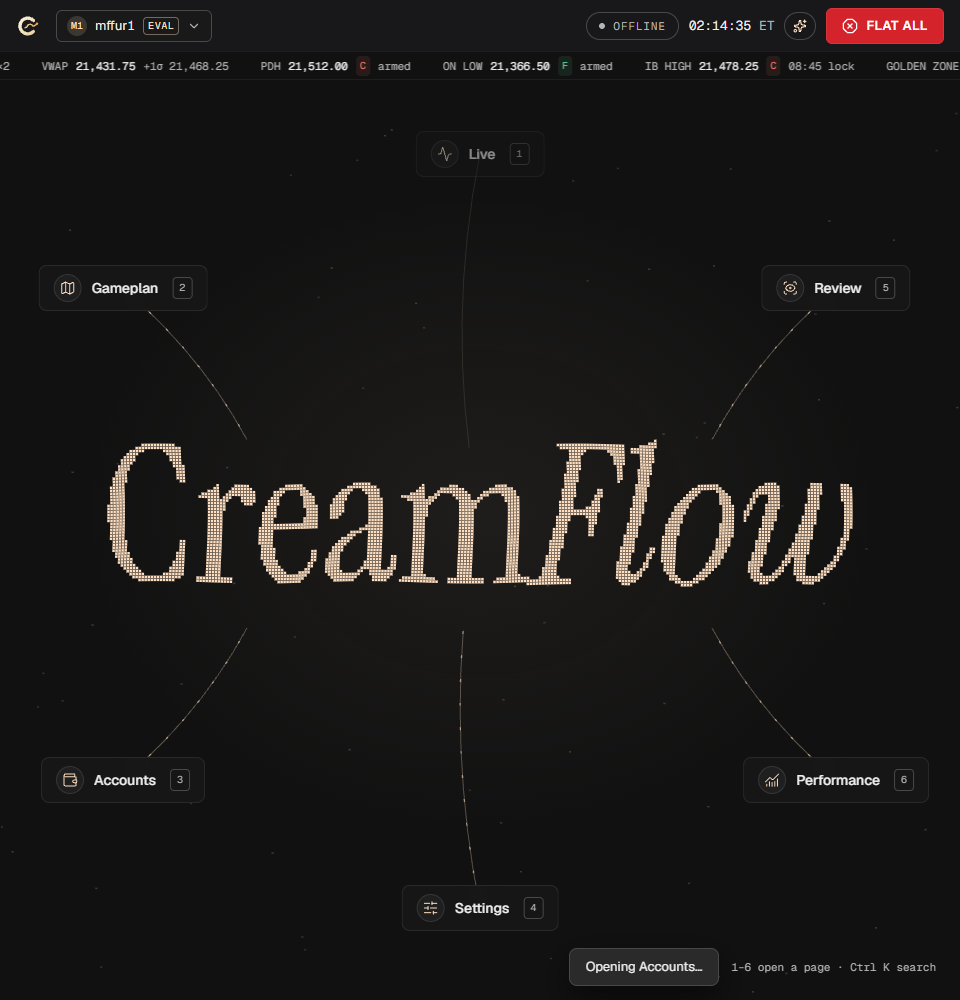 M1 mffur1 EVAL OFFLINE 02:14:35 ET FLAT ALL
×2 VWAP 21,431.75 +1σ 21,468.25 PDH 21,512.00 C armed ON LOW 21,366.50 F armed IB HIGH 21,478.25 C 08:45 lock GOLDEN ZONE
Live 1
Gameplan 2
Review 5
CreamFlow
Accounts 3
Performance 6
Settings 4
Opening Accounts… 1–6 open a page · Ctrl K search